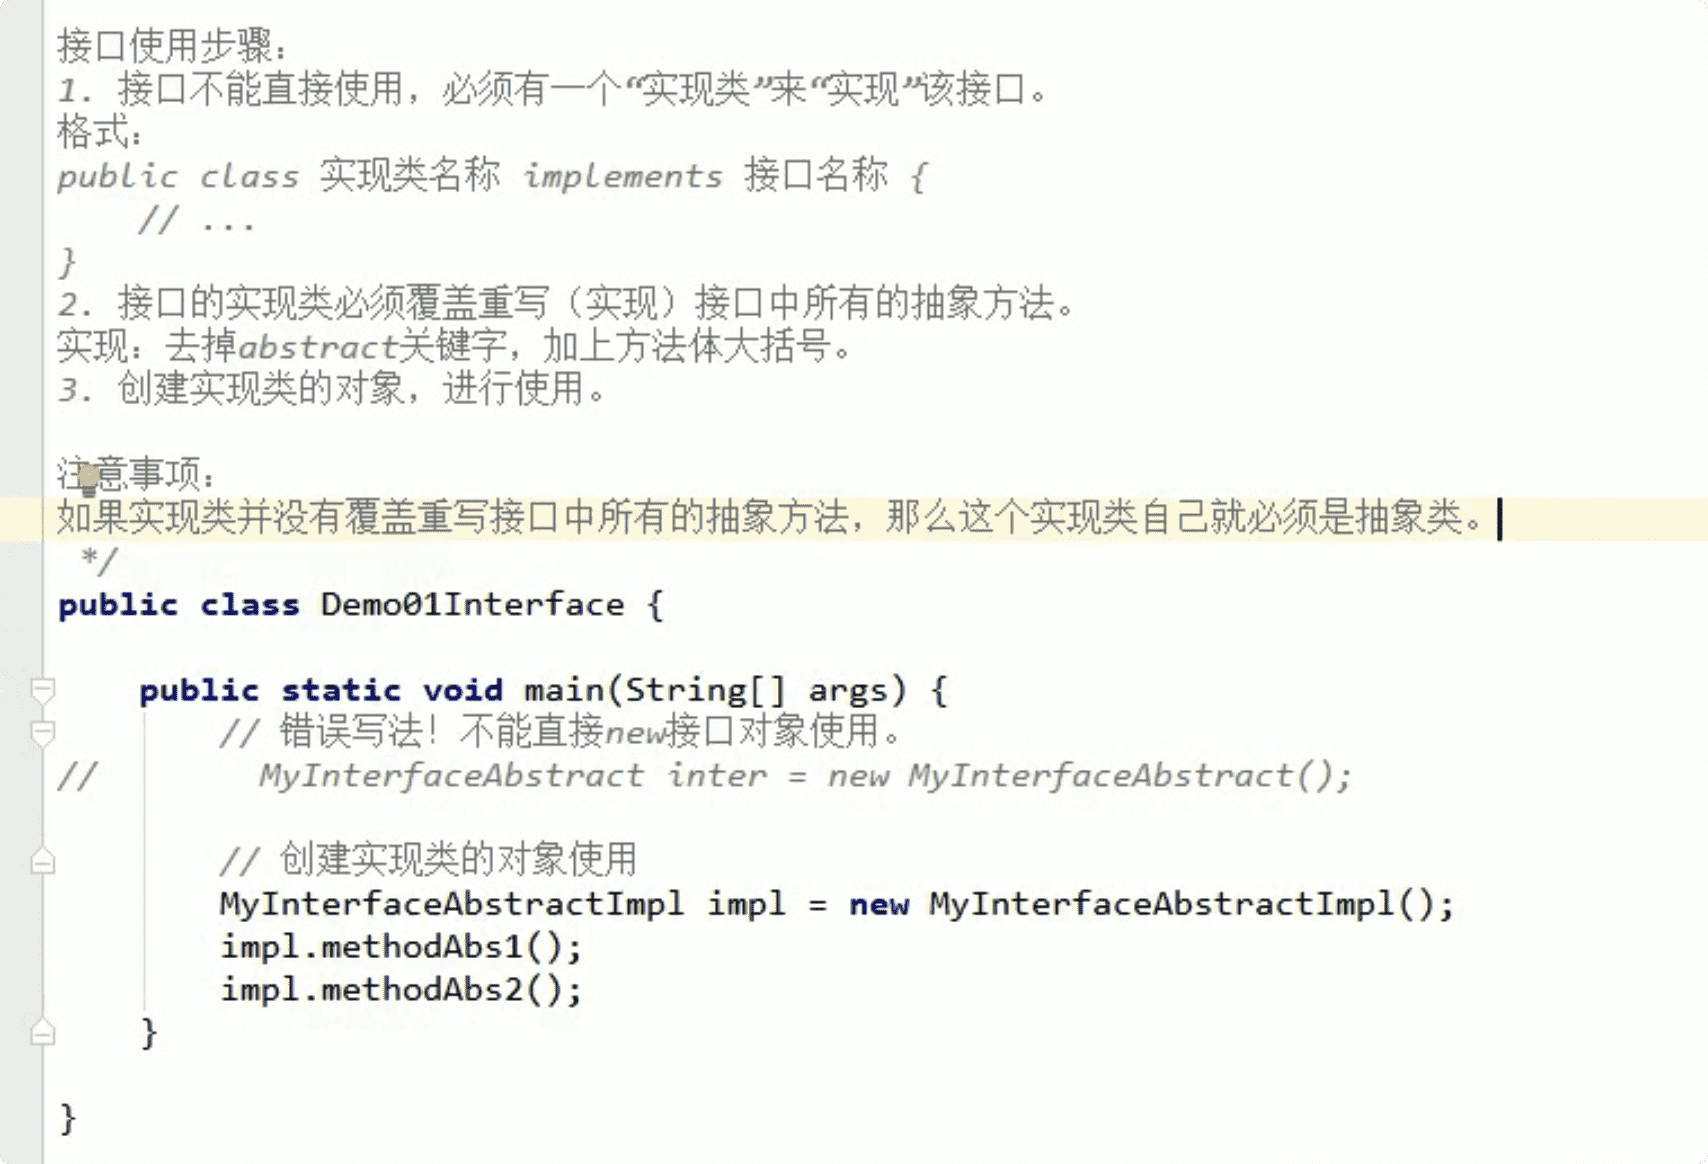 接口使用步骤：
1. 接口不能直接使用，必须有一个“实现类”来“实现”该接口。
格式：
public class 实现类名称 implements 接口名称 {
    // ...
}
2. 接口的实现类必须覆盖重写（实现）接口中所有的抽象方法。
实现：去掉abstract关键字，加上方法体大括号。
3. 创建实现类的对象，进行使用。
注意事项：
如果实现类并没有覆盖重写接口中所有的抽象方法，那么这个实现类自己就必须是抽象类。
 */
public class Demo01Interface {
    public static void main(String[] args) {
        // 错误写法！不能直接new接口对象使用。
//        MyInterfaceAbstract inter = new MyInterfaceAbstract();
        // 创建实现类的对象使用
        MyInterfaceAbstractImpl impl = new MyInterfaceAbstractImpl();
        impl.methodAbs1();
        impl.methodAbs2();
    }
}